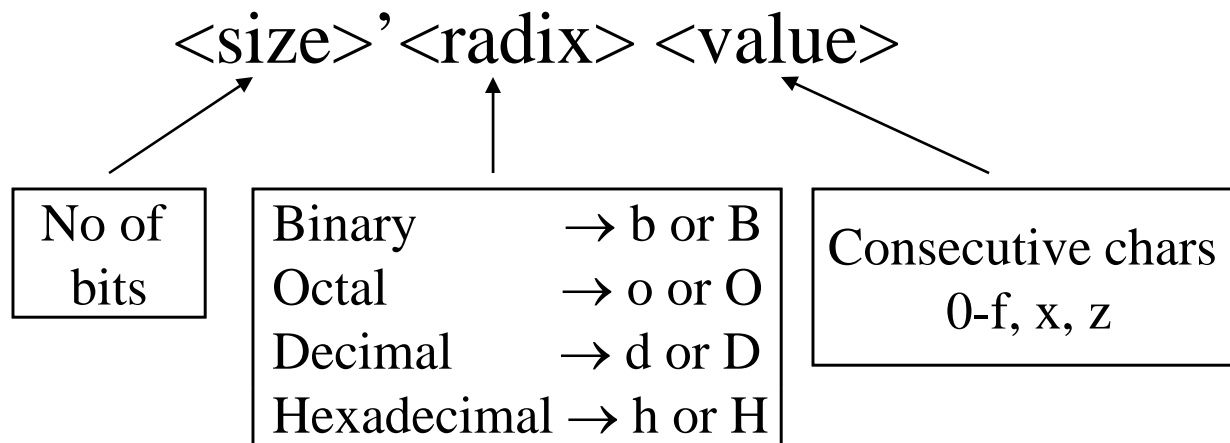 <size>’<radix> <value>
No of
bits
Binary → b or B
Octal → o or O
Decimal → d or D
Hexadecimal → h or H
Consecutive chars
0-f, x, z